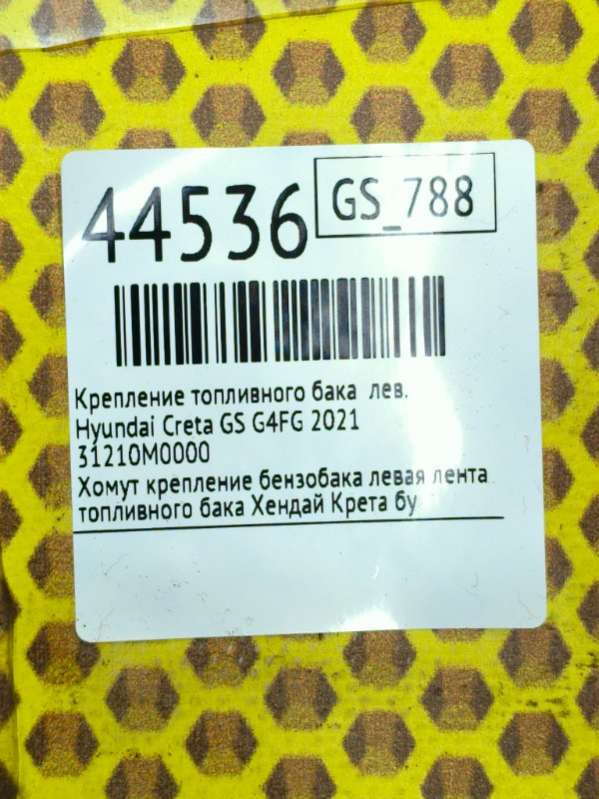 44536
GS_788
Крепление топливного бака лев.
Hyundai Creta GS G4FG 2021
31210M0000
Хомут крепление бензобака левая лента
топливного бака Хендай Крета бу